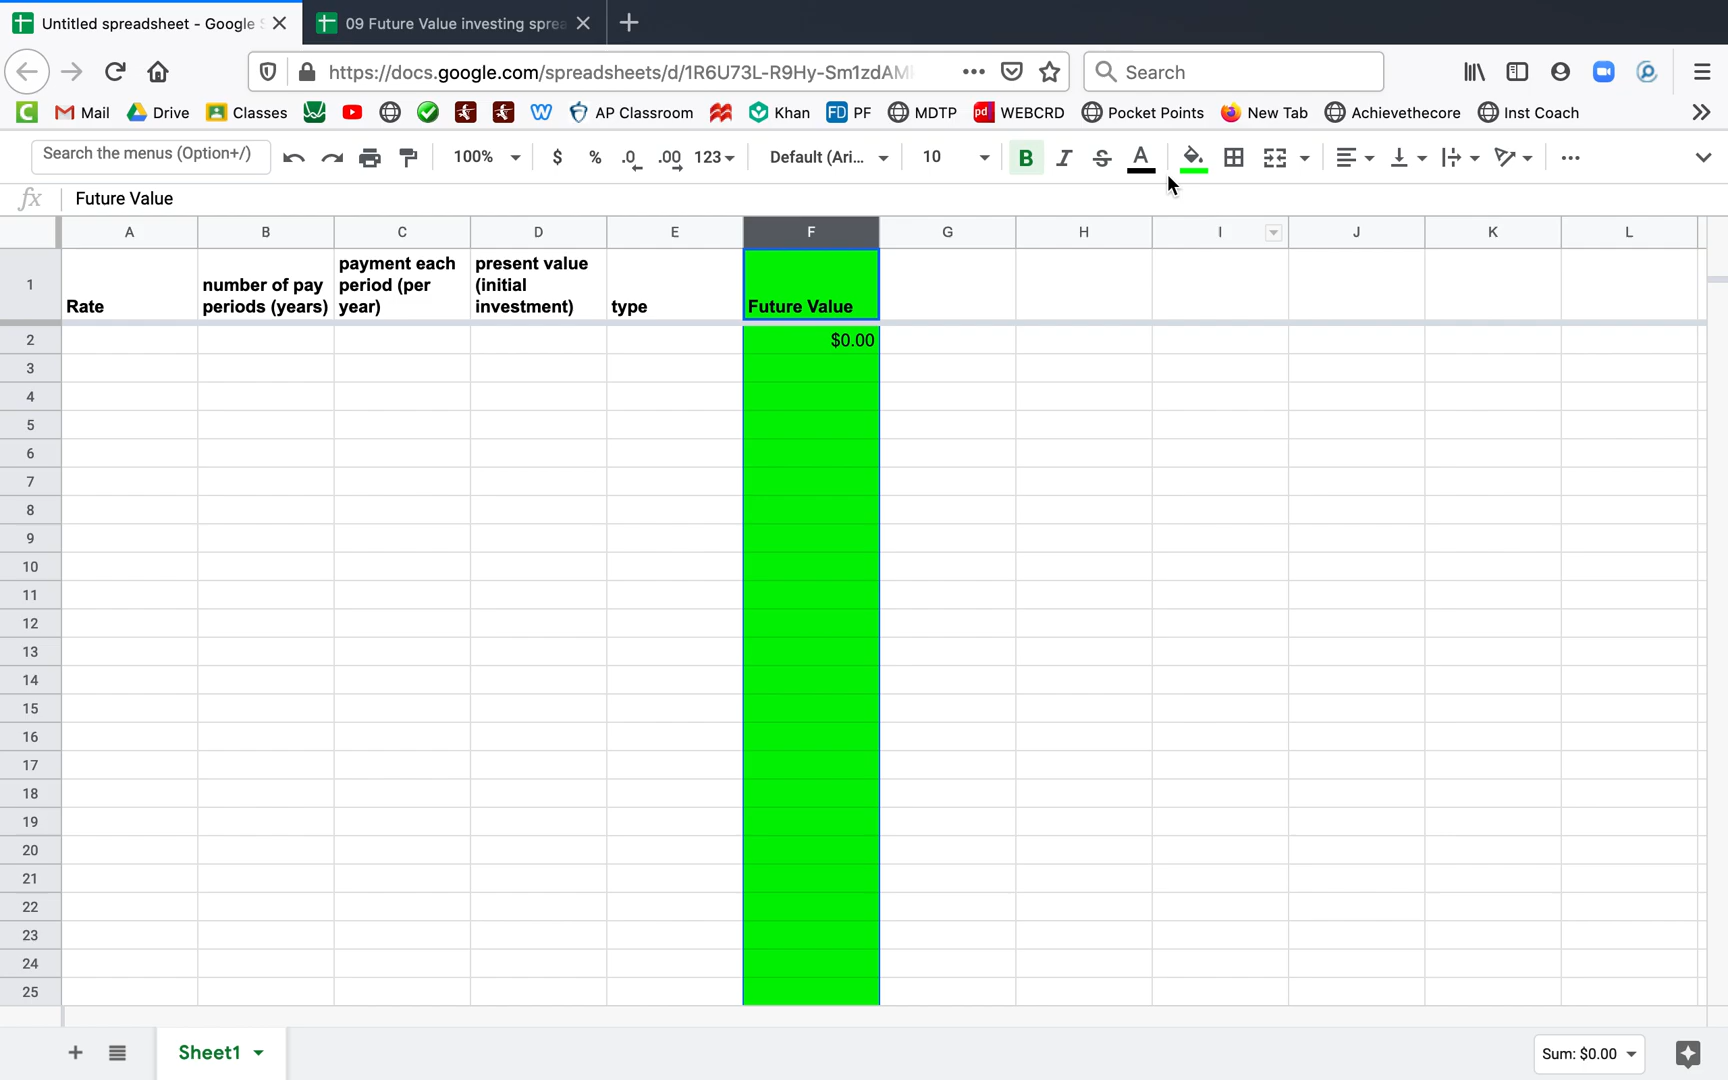 Untitled spreadsheet - Google S
09 Future Value investing sprea
https://docs.google.com/spreadsheets/d/1R6U73L-R9Hy-Sm1zdAM
Search
Mail
Drive
Classes
AP Classroom
Khan
FD PF
MDTP
pd WEBCRD
Pocket Points
New Tab
Achievethecore
Inst Coach
Search the menus (Option+/)
100%
$
%
.0
.00
123
Default (Ari...
10
B
I
S
A
fx
Future Value
A B C D E F G H I J K L
1
Rate
number of pay
periods (years)
payment each
period (per
year)
present value
(initial
investment)
type
Future Value
2 $0.00
3
4
5
6
7
8
9
10
11
12
13
14
15
16
17
18
19
20
21
22
23
24
25
Sheet1
Sum: $0.00